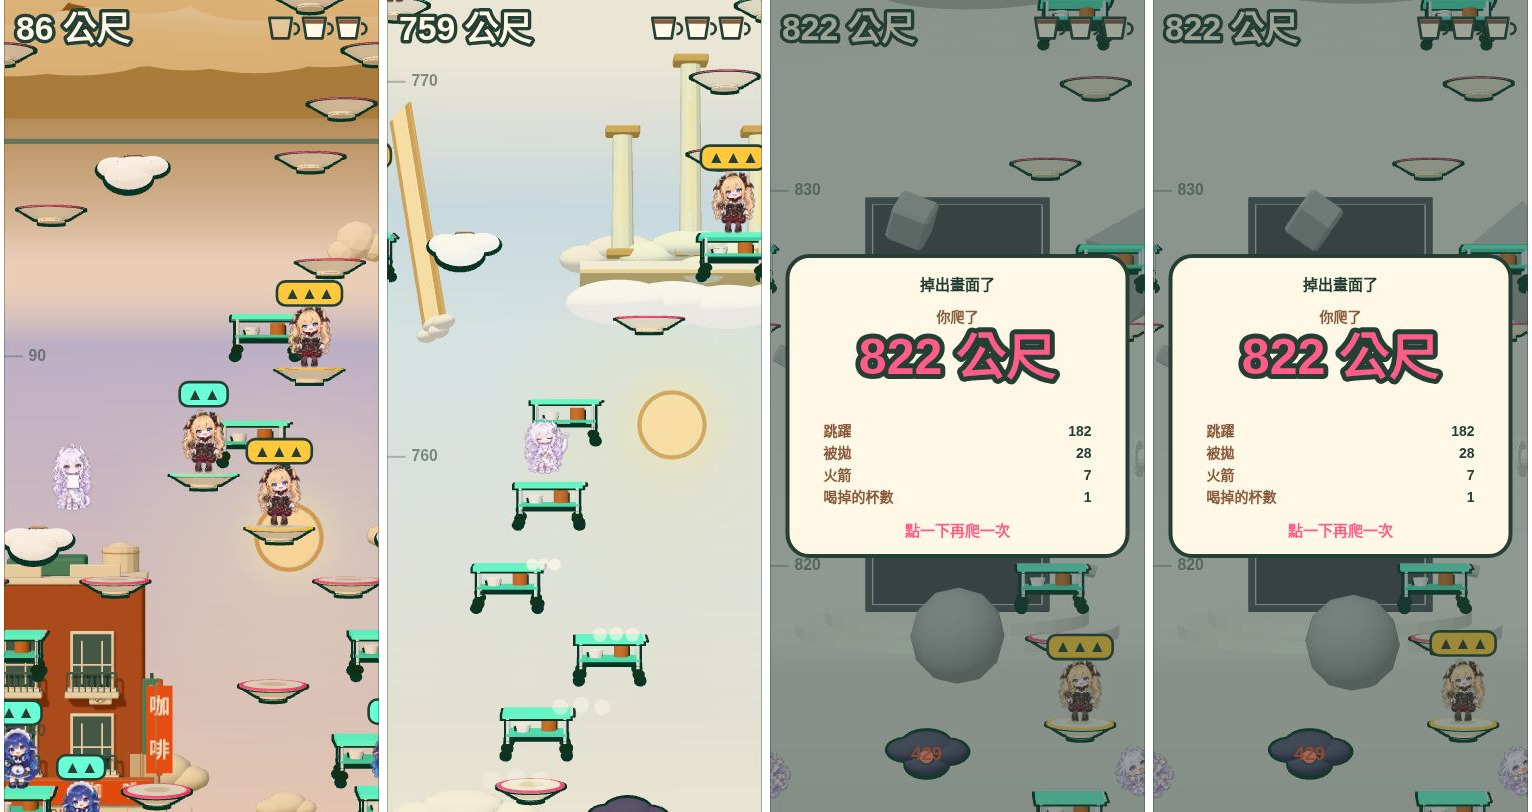 86 公尺
90
咖
啡
759 公尺
770
760
822 公尺
830
掉出畫面了
你爬了
822 公尺
跳躍 182
被拋 28
火箭 7
喝掉的杯數 1
點一下再爬一次
820
429
822 公尺
830
掉出畫面了
你爬了
822 公尺
跳躍 182
被拋 28
火箭 7
喝掉的杯數 1
點一下再爬一次
820
429